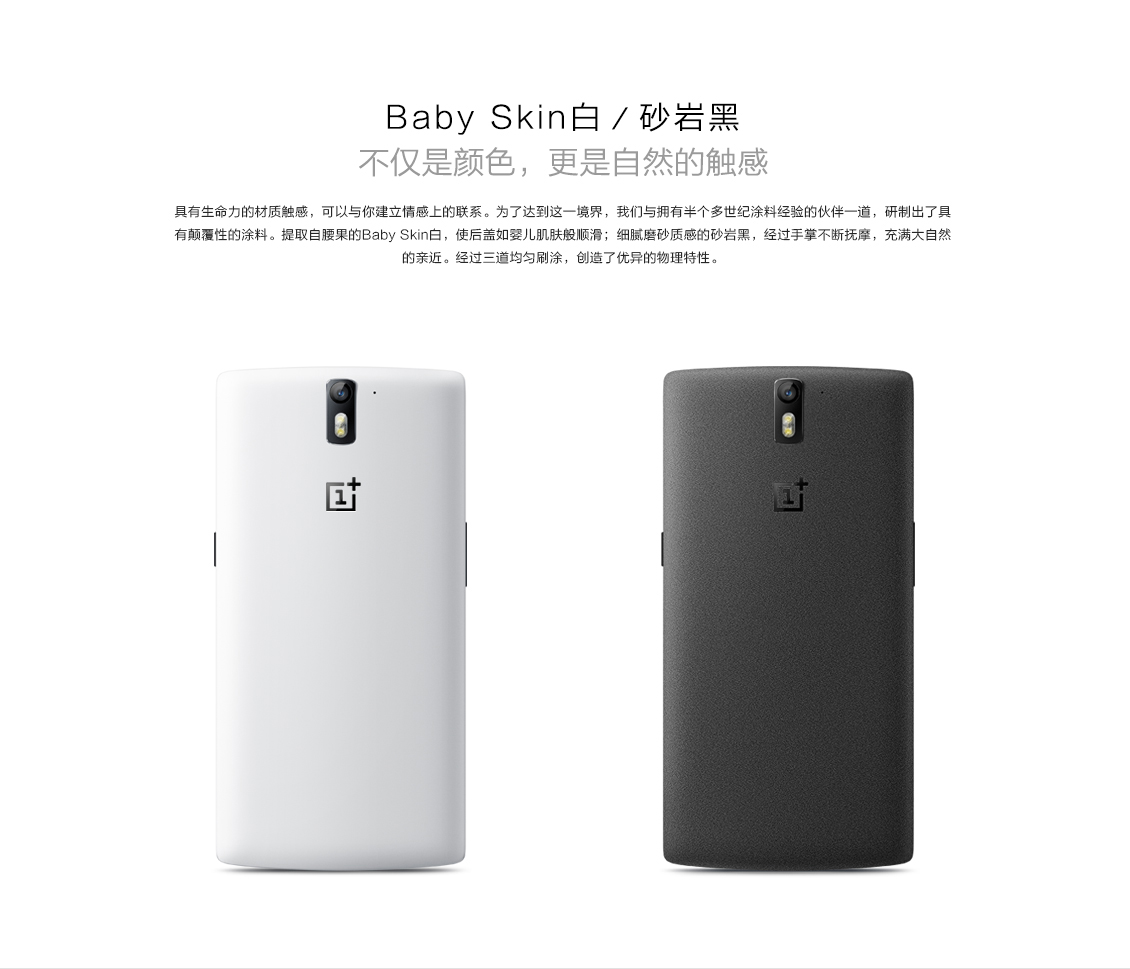 Baby Skin白 / 砂岩黑
不仅是颜色，更是自然的触感
具有生命力的材质触感，可以与你建立情感上的联系。为了达到这一境界，我们与拥有半个多世纪涂料经验的伙伴一道，研制出了具
有颠覆性的涂料。提取自腰果的Baby Skin白，使后盖如婴儿肌肤般顺滑；细腻磨砂质感的砂岩黑，经过手掌不断抚摩，充满大自然
的亲近。经过三道均匀刷涂，创造了优异的物理特性。
1+
1+